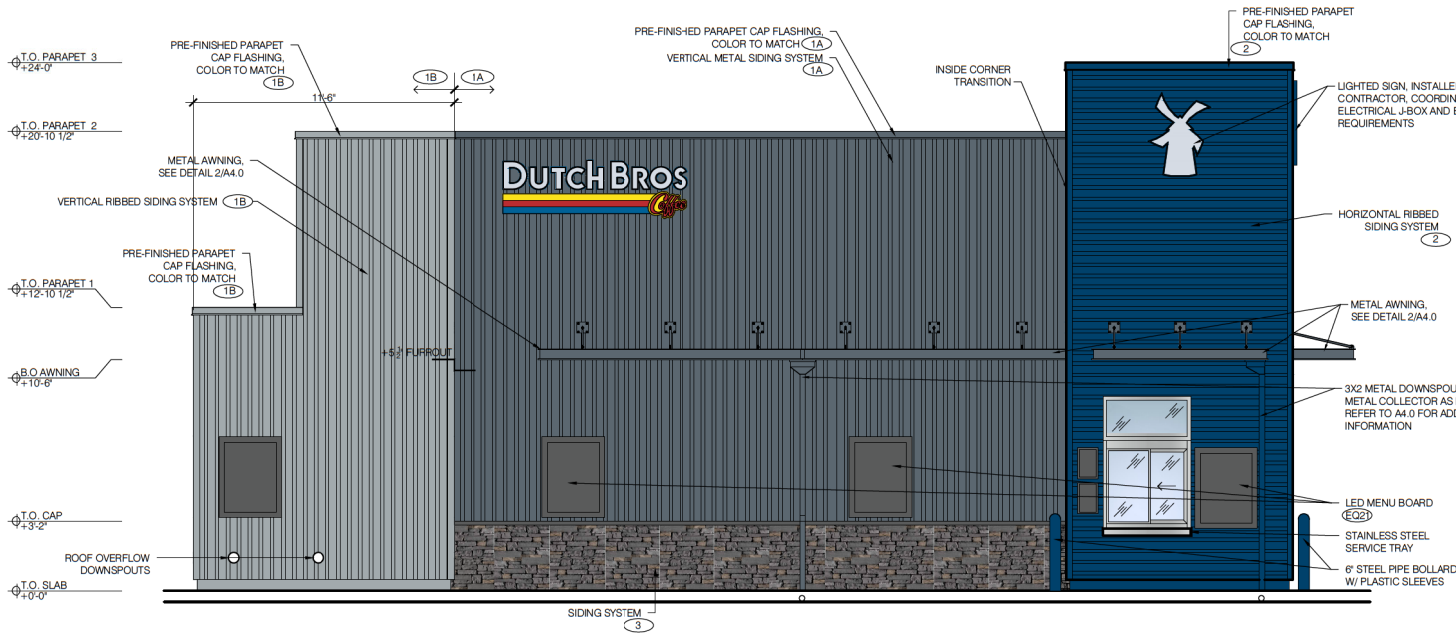 T.O. PARAPET 3
+24'-0"
T.O. PARAPET 2
+20'-10 1/2"
T.O. PARAPET 1
+12'-10 1/2"
B.O AWNING
+10'-6"
T.O. CAP
+3'-2"
T.O. SLAB
+0'-0"
PRE-FINISHED PARAPET
CAP FLASHING,
COLOR TO MATCH
1B
11'-6"
1B
1A
METAL AWNING,
SEE DETAIL 2/A4.0
VERTICAL RIBBED SIDING SYSTEM 1B
PRE-FINISHED PARAPET
CAP FLASHING,
COLOR TO MATCH
1B
ROOF OVERFLOW
DOWNSPOUTS
PRE-FINISHED PARAPET CAP FLASHING,
COLOR TO MATCH 1A
VERTICAL METAL SIDING SYSTEM
1A
INSIDE CORNER
TRANSITION
DUTCH BROS
Coffee
+5 1/2" FURROUT
SIDING SYSTEM
3
PRE-FINISHED PARAPET
CAP FLASHING,
COLOR TO MATCH
2
LIGHTED SIGN, INSTALLE
CONTRACTOR, COORDIN
ELECTRICAL J-BOX AND B
REQUIREMENTS
HORIZONTAL RIBBED
SIDING SYSTEM
2
METAL AWNING,
SEE DETAIL 2/A4.0
3X2 METAL DOWNSPOU
METAL COLLECTOR AS
REFER TO A4.0 FOR ADD
INFORMATION
LED MENU BOARD
EQ21
STAINLESS STEEL
SERVICE TRAY
6" STEEL PIPE BOLLARD
W/ PLASTIC SLEEVES